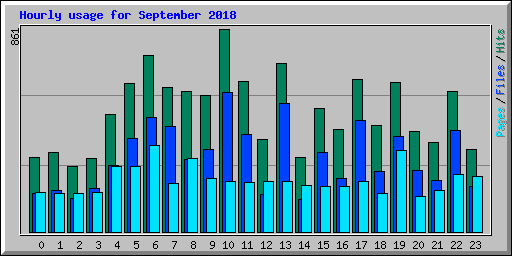 Hourly usage for September 2018
861
Pages/Files/Hits
0 1 2 3 4 5 6 7 8 9 10 11 12 13 14 15 16 17 18 19 20 21 22 23